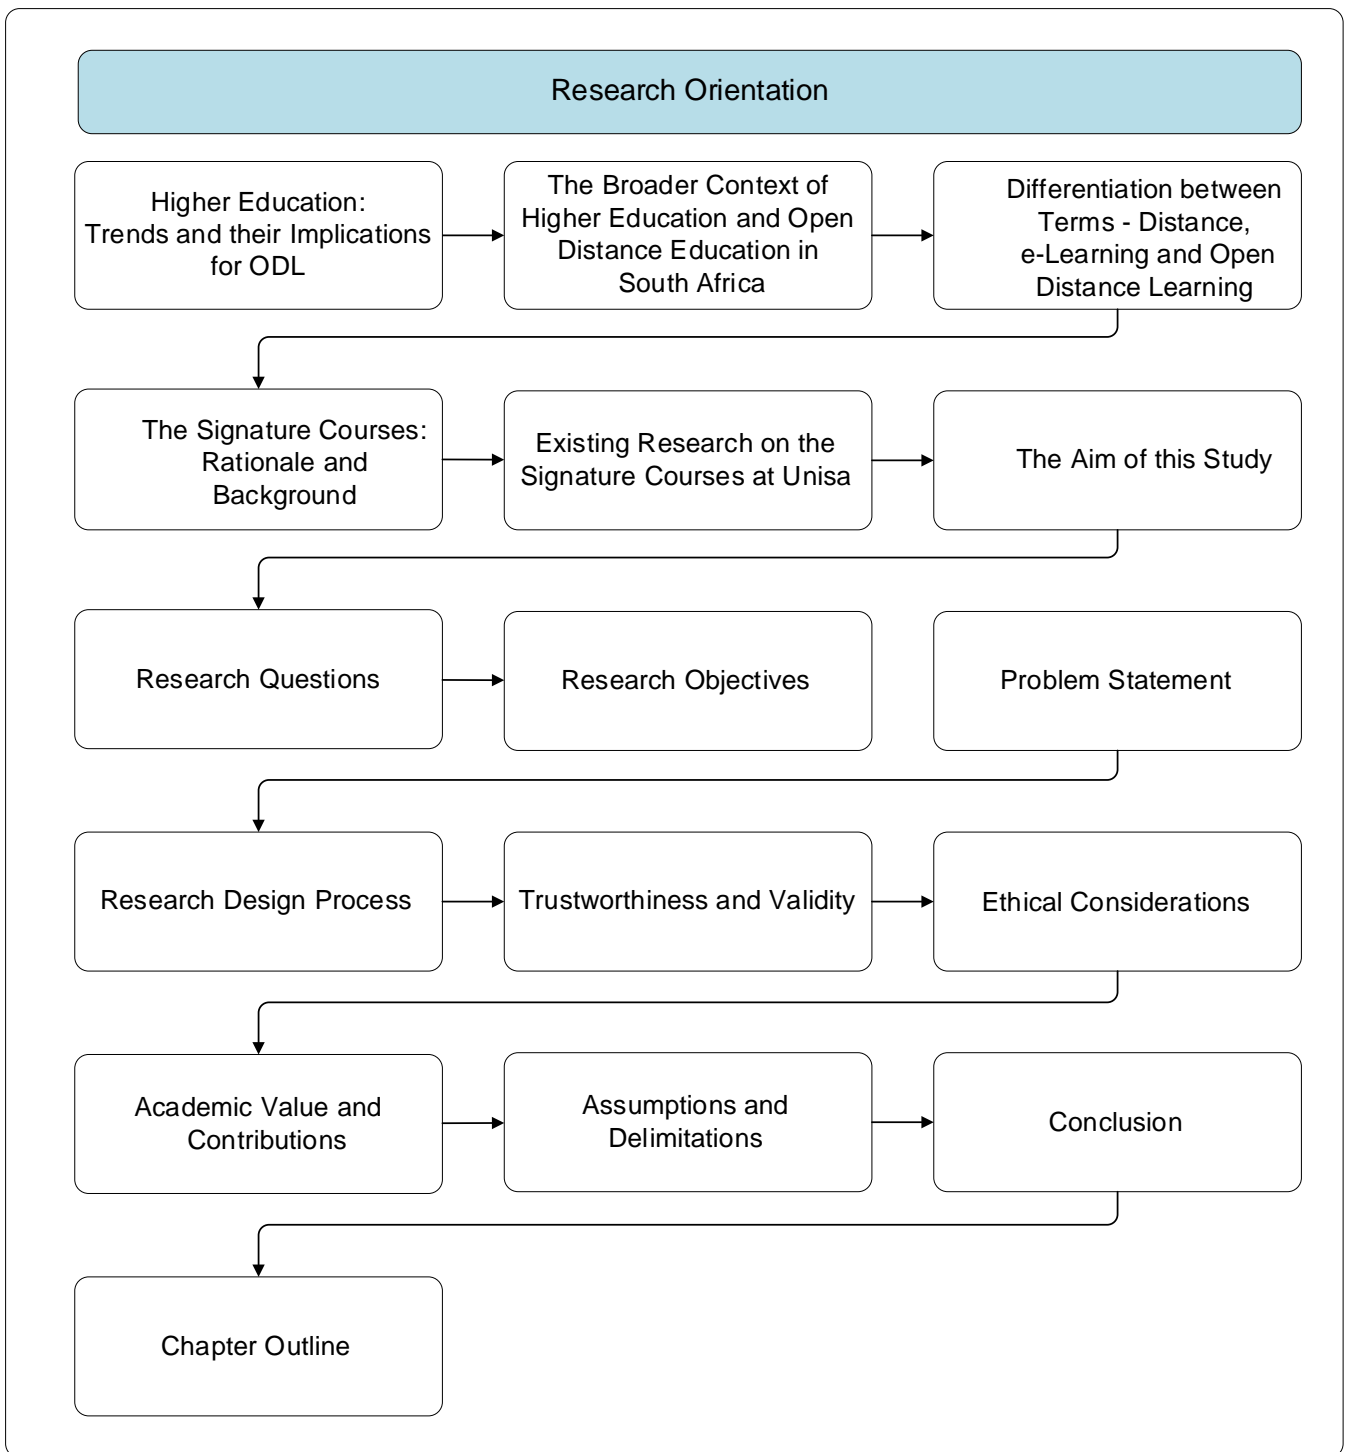 Research Orientation
Higher Education:
Trends and their Implications
for ODL
The Broader Context of
Higher Education and Open
Distance Education in
South Africa
Differentiation between
Terms - Distance,
e-Learning and Open
Distance Learning
The Signature Courses:
Rationale and
Background
Existing Research on the
Signature Courses at Unisa
The Aim of this Study
Research Questions
Research Objectives
Problem Statement
Research Design Process
Trustworthiness and Validity
Ethical Considerations
Academic Value and
Contributions
Assumptions and
Delimitations
Conclusion
Chapter Outline